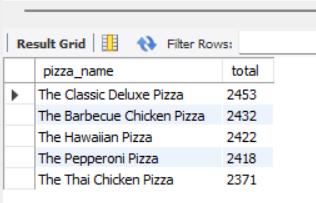 Result Grid Filter Rows:
pizza_name total
The Classic Deluxe Pizza 2453
The Barbecue Chicken Pizza 2432
The Hawaiian Pizza 2422
The Pepperoni Pizza 2418
The Thai Chicken Pizza 2371